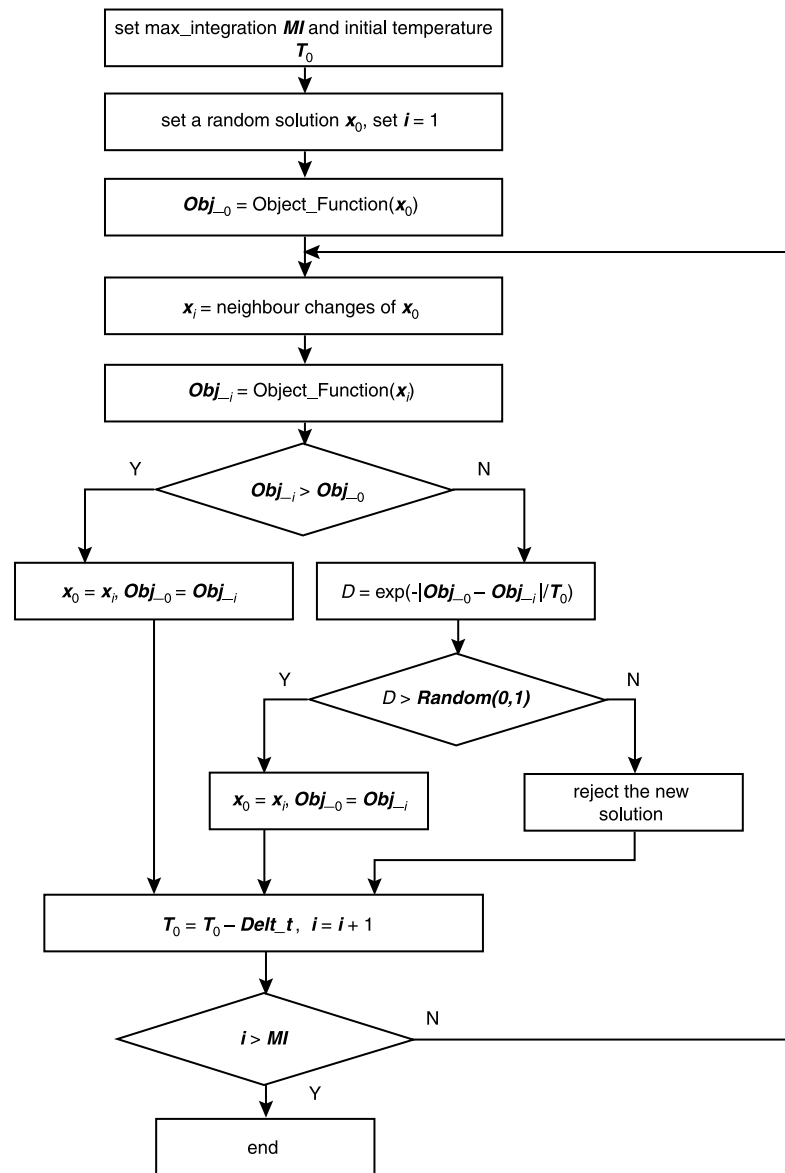 set max_integration MI and initial temperature
T₀
set a random solution x₀, set i = 1
Obj_₀ = Object_Function(x₀)
xᵢ = neighbour changes of x₀
Obj_ᵢ = Object_Function(xᵢ)
Y
N
Obj_ᵢ > Obj_₀
x₀ = xᵢ, Obj_₀ = Obj_ᵢ
D = exp(-|Obj_₀ – Obj_ᵢ|/T₀)
Y
N
D > Random(0,1)
x₀ = xᵢ, Obj_₀ = Obj_ᵢ
reject the new
solution
T₀ = T₀ – Delt_t, i = i + 1
N
i > MI
Y
end